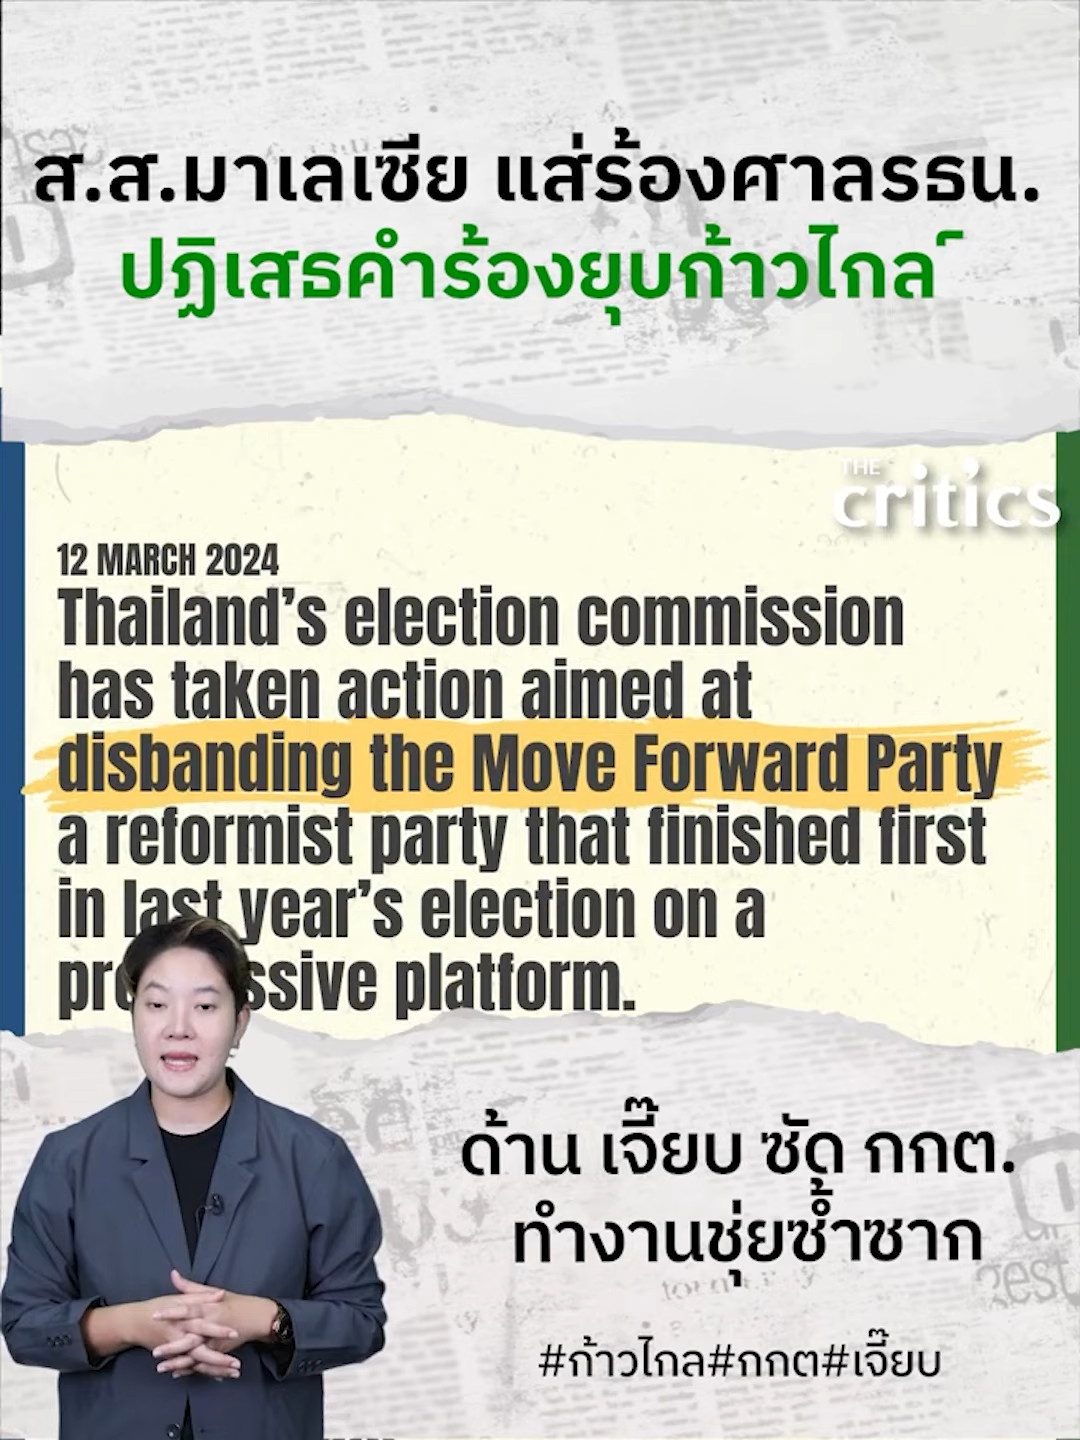 ส.ส.มาเลเซีย แส่ร้องศาลรธน.
ปฏิเสธคำร้องยุบก้าวไกล ์
THE
critics
12 MARCH 2024
Thailand's election commission
has taken action aimed at
disbanding the Move Forward Party
a reformist party that finished first
in last year's election on a
platform.
ด้าน เจี๊ยบ ซัด กกต.
ทำงานชุ่ยซ้ำซาก
#ก้าวไกล#กกต#เจี๊ยบ